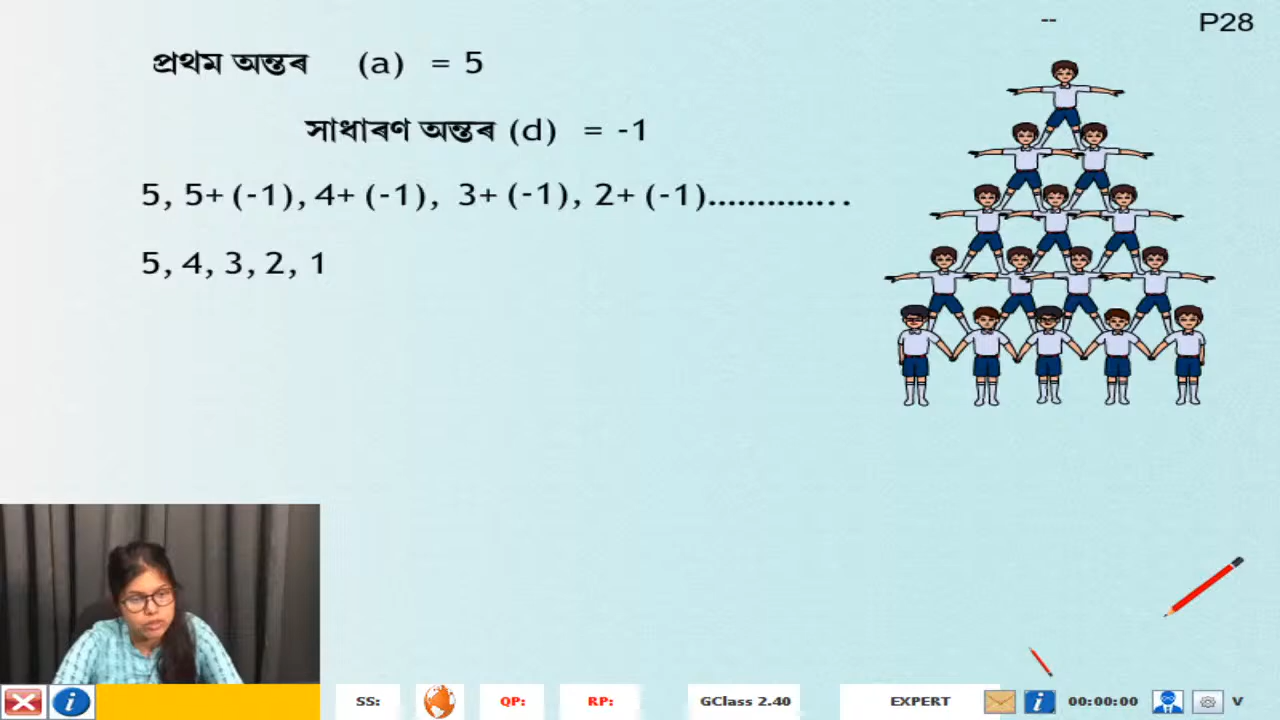 -- P28
প্ৰথম অন্তৰ (a) = 5
সাধাৰণ অন্তৰ (d) = -1
5, 5+ (-1), 4+ (-1), 3+ (-1), 2+ (-1)................
5, 4, 3, 2, 1
SS: QP: RP: GClass 2.40 EXPERT 00:00:00 V